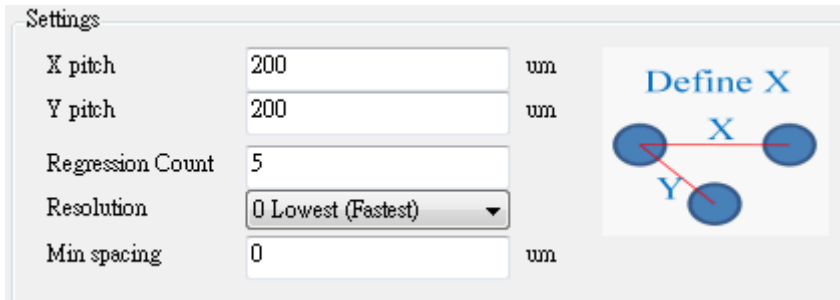 Settings
X pitch 200 um
Y pitch 200 um
Regression Count 5
Resolution 0 Lowest (Fastest)
Min spacing 0 um
Define X
X
Y